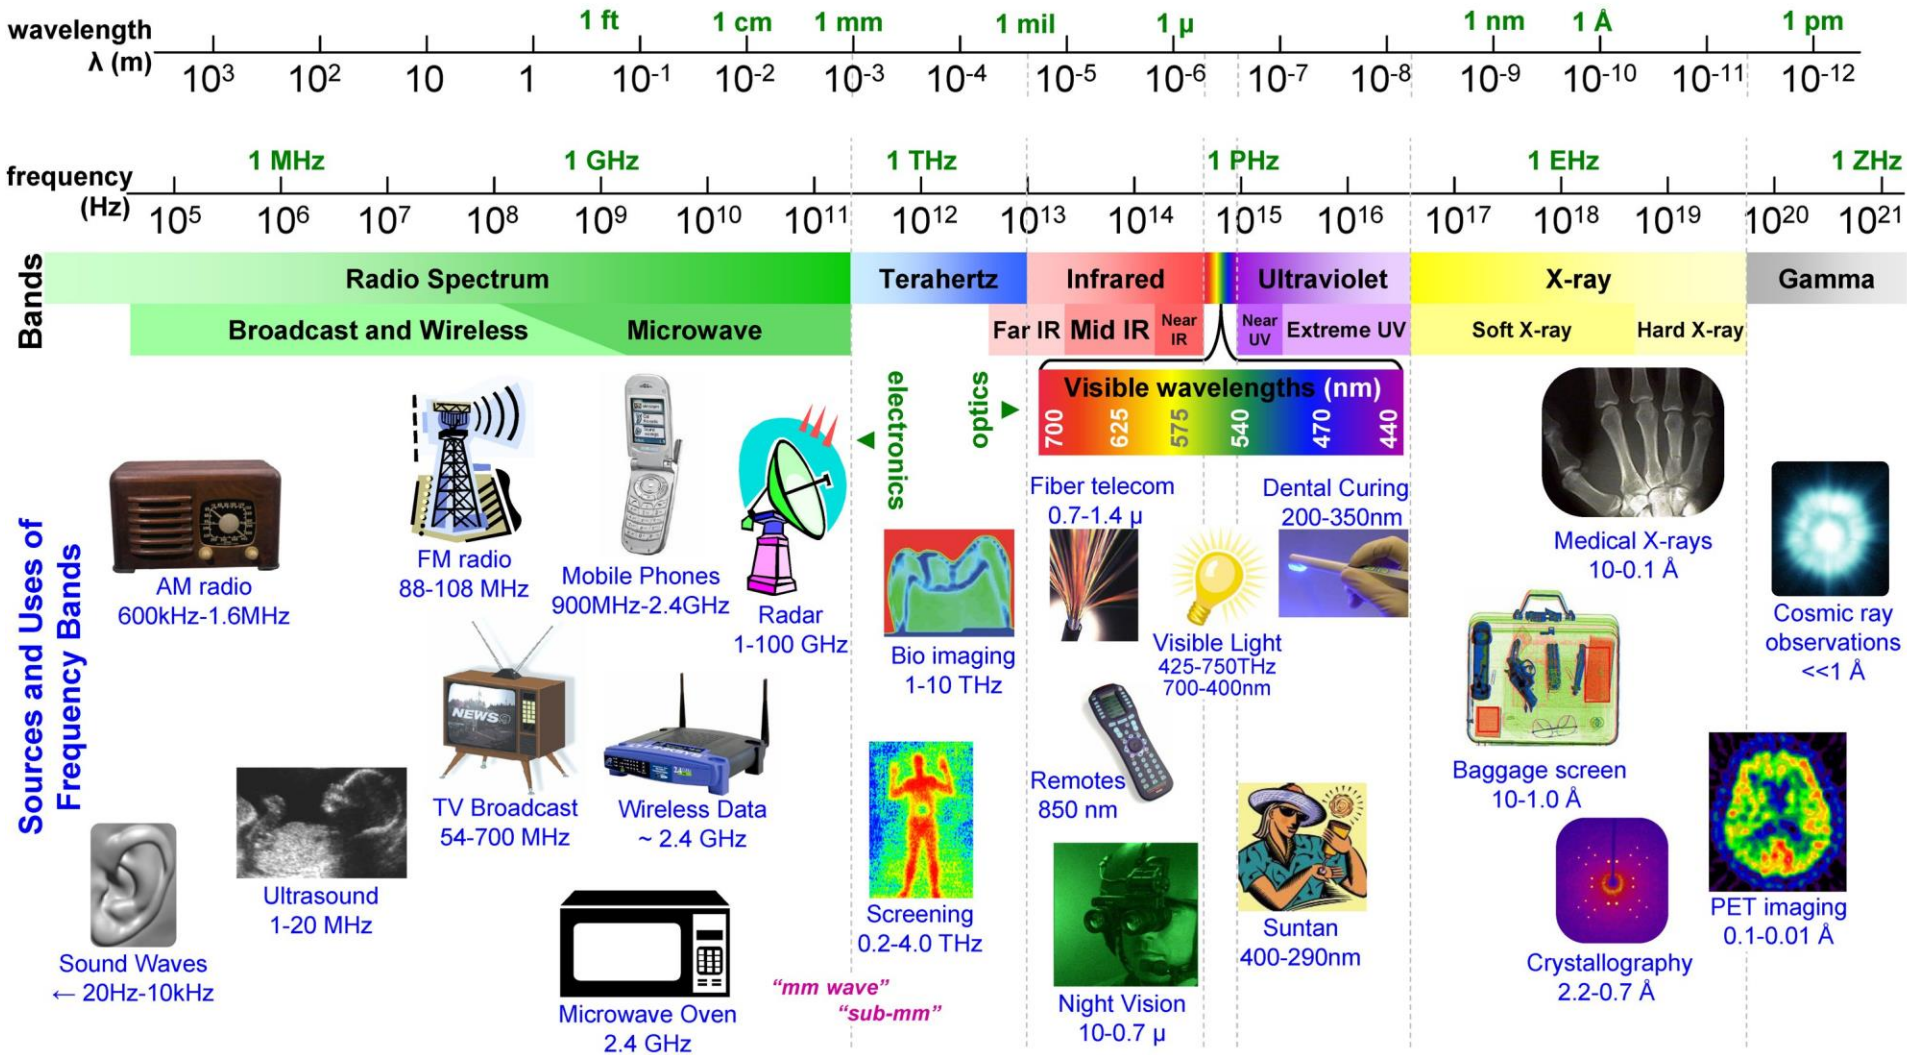 1 ft 1 cm 1 mm 1 mil 1 µ 1 nm 1 Å 1 pm
wavelength
λ (m)
10³ 10² 10 1 10⁻¹ 10⁻² 10⁻³ 10⁻⁴ 10⁻⁵ 10⁻⁶ 10⁻⁷ 10⁻⁸ 10⁻⁹ 10⁻¹⁰ 10⁻¹¹ 10⁻¹²
1 MHz 1 GHz 1 THz 1 PHz 1 EHz 1 ZHz
frequency
(Hz)
10⁵ 10⁶ 10⁷ 10⁸ 10⁹ 10¹⁰ 10¹¹ 10¹² 10¹³ 10¹⁴ 10¹⁵ 10¹⁶ 10¹⁷ 10¹⁸ 10¹⁹ 10²⁰ 10²¹
Bands
Radio Spectrum Terahertz Infrared Ultraviolet X-ray Gamma
Broadcast and Wireless Microwave
Far IR Mid IR
Near
IR
Near
UV
Extreme UV
Soft X-ray Hard X-ray
electronics
optics
Visible wavelengths (nm)
700 625 575 540 470 440
Sources and Uses of
Frequency Bands
AM radio
600kHz-1.6MHz
FM radio
88-108 MHz
Mobile Phones
900MHz-2.4GHz
Radar
1-100 GHz
Bio imaging
1-10 THz
Fiber telecom
0.7-1.4 µ
Visible Light
425-750THz
700-400nm
Dental Curing
200-350nm
Medical X-rays
10-0.1 Å
Cosmic ray
observations
<<1 Å
NEWS
TV Broadcast
54-700 MHz
Wireless Data
~ 2.4 GHz
Remotes
850 nm
Baggage screen
10-1.0 Å
Sound Waves
← 20Hz-10kHz
Ultrasound
1-20 MHz
Microwave Oven
2.4 GHz
"mm wave"
"sub-mm"
Screening
0.2-4.0 THz
Night Vision
10-0.7 µ
Suntan
400-290nm
Crystallography
2.2-0.7 Å
PET imaging
0.1-0.01 Å